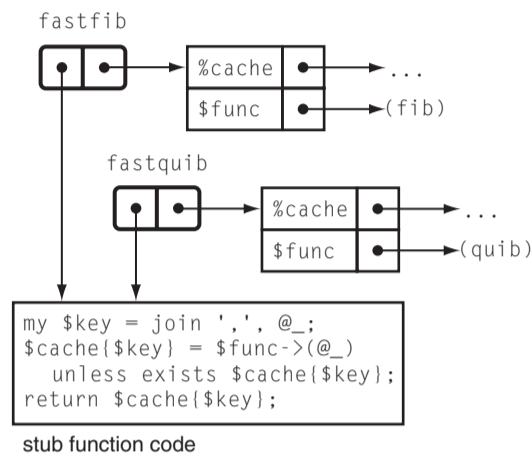 fastfib
%cache
...
$func
(fib)
fastquib
%cache
...
$func
(quib)
my $key = join ',', @_;
$cache{$key} = $func->(@_)
unless exists $cache{$key};
return $cache{$key};
stub function code